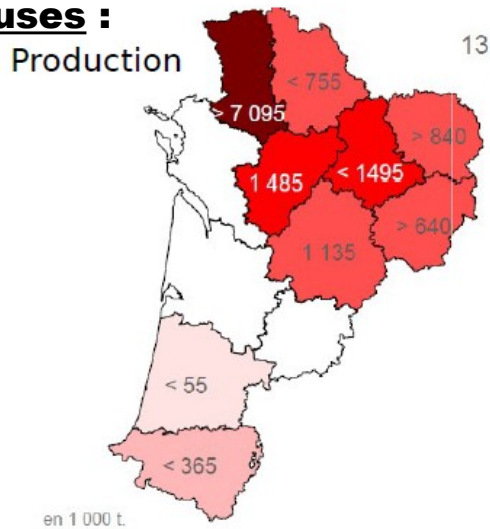 uses :
Production
13
< 755
> 7 095
> 840
1 485
< 1495
> 640
1 135
< 55
< 365
en 1 000 t.